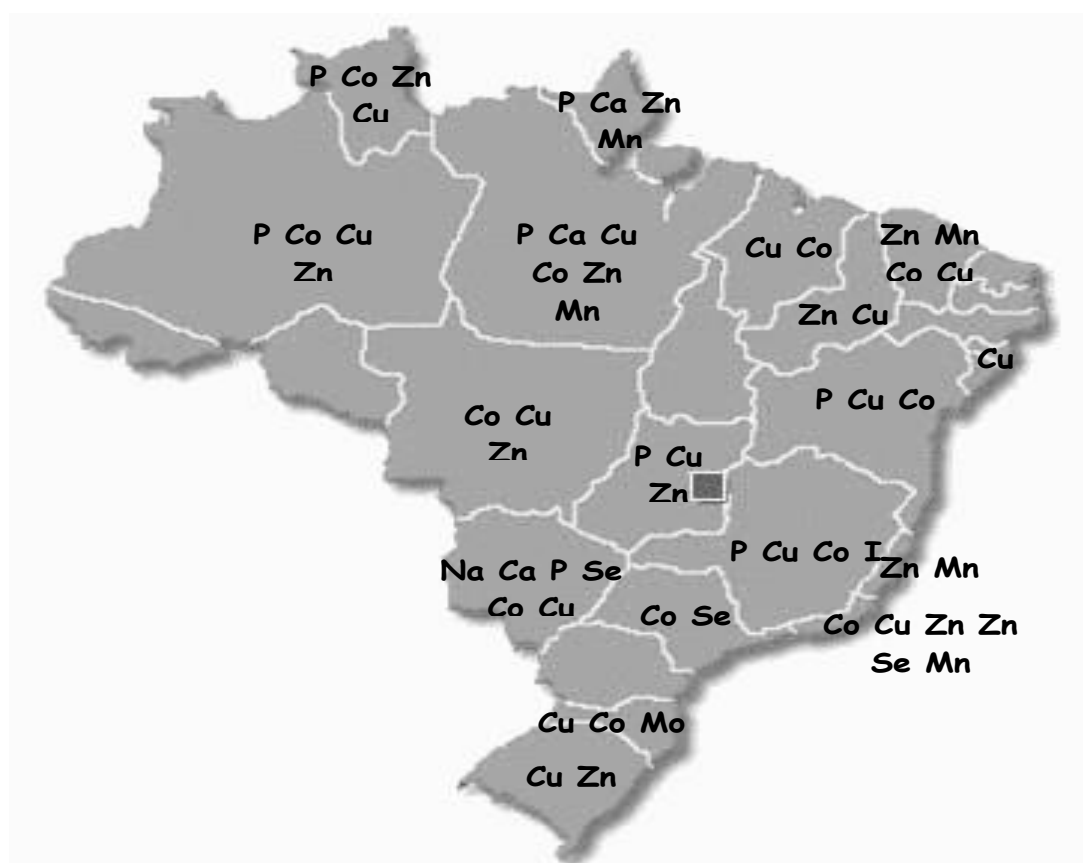 P Co Zn
Cu
P Ca Zn
Mn
P Co Cu
Zn
P Ca Cu
Co Zn
Mn
Cu Co
Zn Mn
Co Cu
Zn Cu
Cu
P Cu Co
Co Cu
Zn
P Cu
Zn
P Cu Co I
Zn Mn
Na Ca P Se
Co Cu
Co Se
Co Cu Zn Zn
Se Mn
Cu Co Mo
Cu Zn